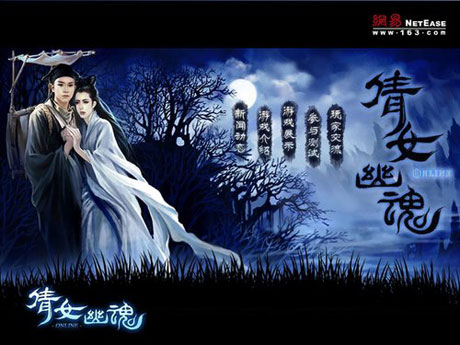 網易 NETEASE
www.163.com
倩女幽魂
ONLINE
玩家交流
参与测试
游戏展示
游戏介绍
新闻动态
倩女幽魂
-ONLINE-